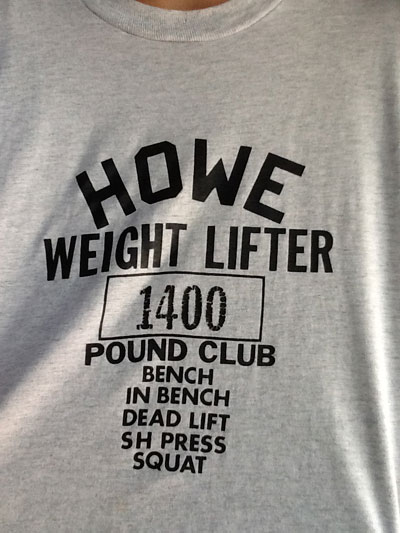 HOWE
WEIGHT LIFTER
1400
POUND CLUB
BENCH
IN BENCH
DEAD LIFT
SH PRESS
SQUAT